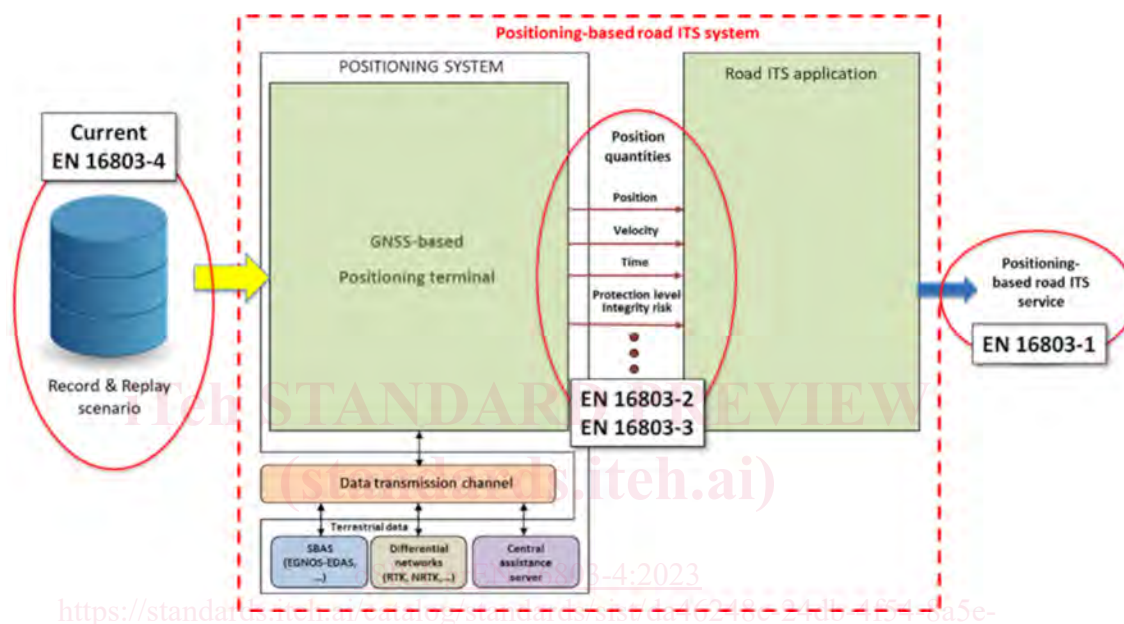 Positioning-based road ITS system
POSITIONING SYSTEM
Road ITS application
Current
EN 16803-4
Record & Replay
scenario
GNSS-based
Positioning terminal
Position
quantities
Position
Velocity
Time
Protection level
Integrity risk
EN 16803-2
EN 16803-3
Positioning-
based road ITS
service
EN 16803-1
iTeh STANDARD PREVIEW
(standards.iteh.ai)
Data transmission channel
Terrestrial data
SBAS
(EGNOS-EDAS,
...)
Differential
networks
(RTK, NRTK,...)
Central
assistance
server
16803-4:2023
https://standards.iteh.ai/catalog/standards/sist/da46248c-24db-4f54-8a5e-